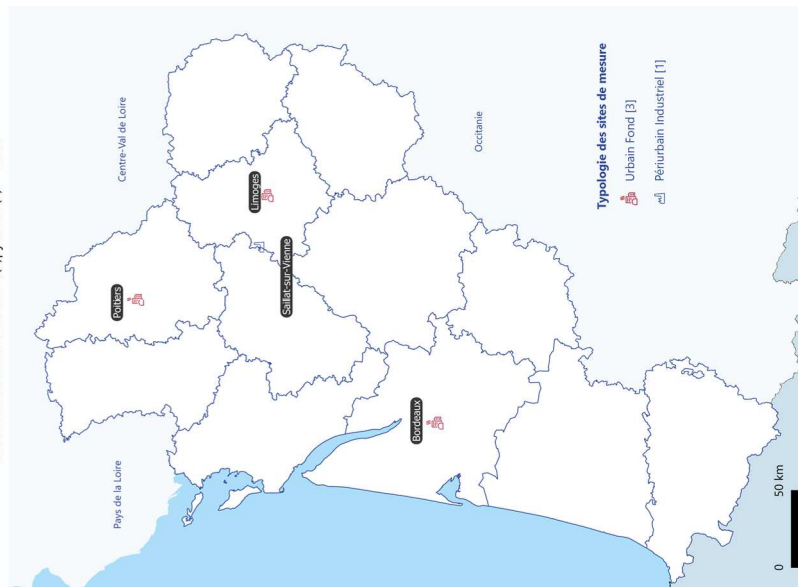 Centre-Val de Loire
Pays de la Loire
Poitiers
Limoges
Saillat-sur-Vienne
Bordeaux
Occitanie
Typologie des sites de mesure
Urbain Fond [3]
Périurbain Industriel [1]
0
50 km